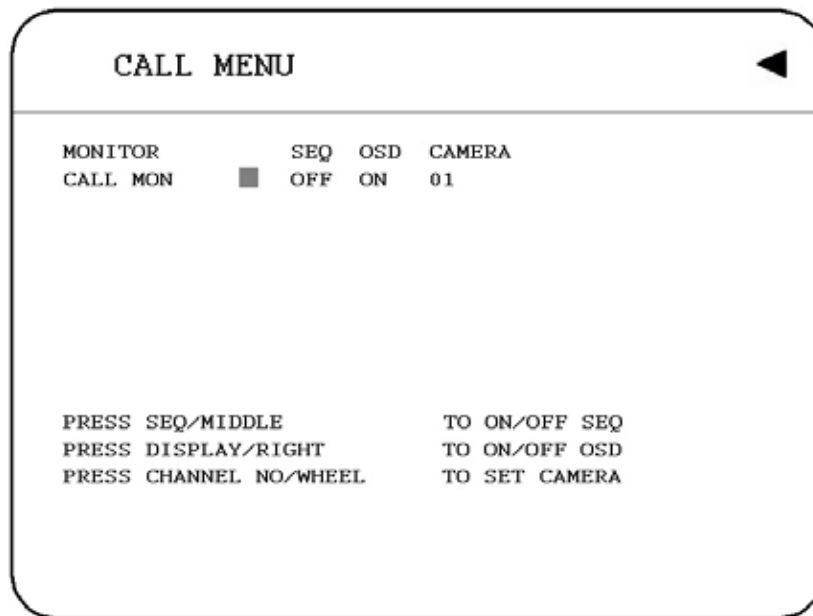 CALL MENU
MONITOR SEQ OSD CAMERA
CALL MON OFF ON 01
PRESS SEQ/MIDDLE TO ON/OFF SEQ
PRESS DISPLAY/RIGHT TO ON/OFF OSD
PRESS CHANNEL NO/WHEEL TO SET CAMERA